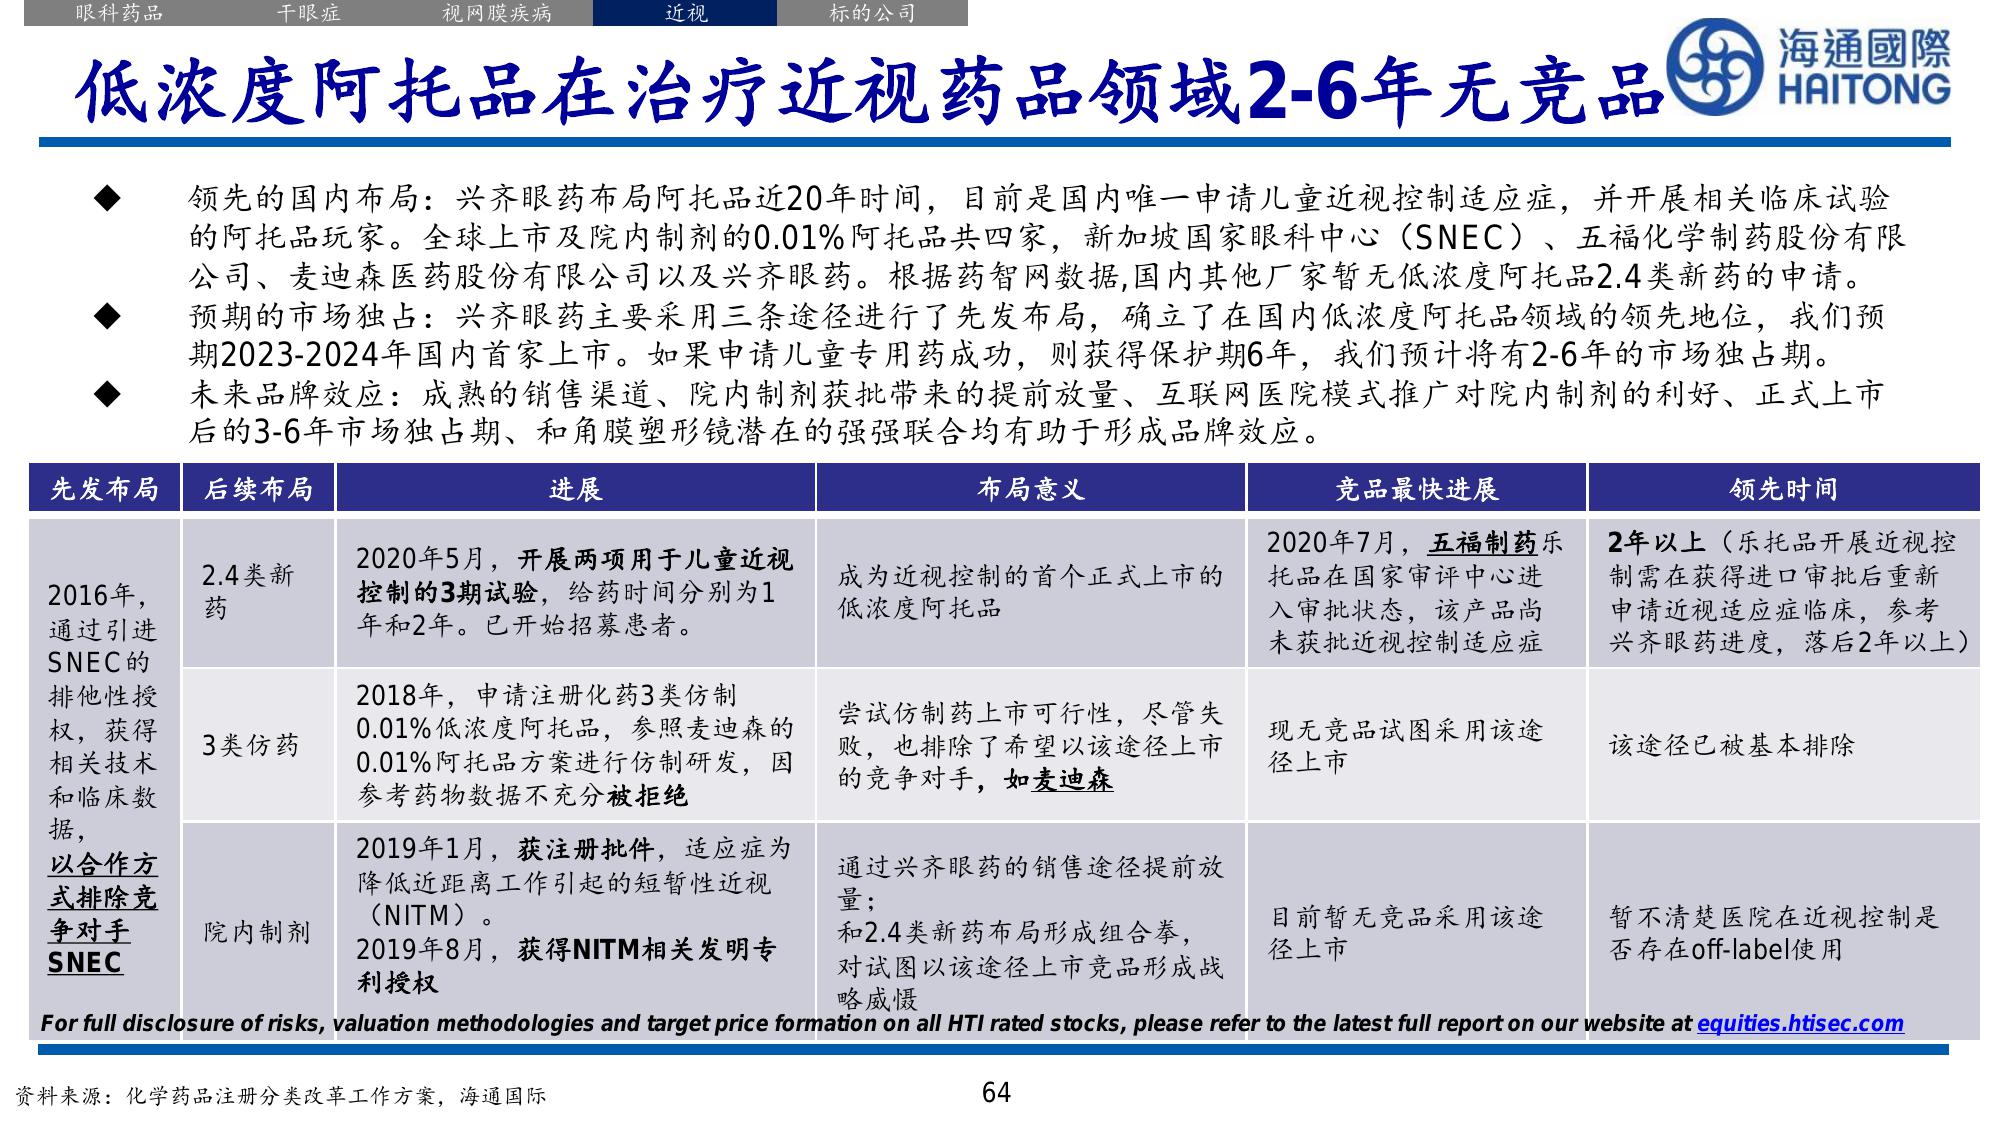 眼科药品
干眼症
视网膜疾病
近视
标的公司
海通國際
HAITONG
低浓度阿托品在治疗近视药品领域2-6年无竞品
◆ 领先的国内布局：兴齐眼药布局阿托品近20年时间，目前是国内唯一申请儿童近视控制适应症，并开展相关临床试验
的阿托品玩家。全球上市及院内制剂的0.01%阿托品共四家，新加坡国家眼科中心（SNEC）、五福化学制药股份有限
公司、麦迪森医药股份有限公司以及兴齐眼药。根据药智网数据,国内其他厂家暂无低浓度阿托品2.4类新药的申请。
◆ 预期的市场独占：兴齐眼药主要采用三条途径进行了先发布局，确立了在国内低浓度阿托品领域的领先地位，我们预
期2023-2024年国内首家上市。如果申请儿童专用药成功，则获得保护期6年，我们预计将有2-6年的市场独占期。
◆ 未来品牌效应：成熟的销售渠道、院内制剂获批带来的提前放量、互联网医院模式推广对院内制剂的利好、正式上市
后的3-6年市场独占期、和角膜塑形镜潜在的强强联合均有助于形成品牌效应。
先发布局
后续布局
进展
布局意义
竞品最快进展
领先时间
2016年，
通过引进
SNEC的
排他性授
权，获得
相关技术
和临床数
据，
以合作方
式排除竞
争对手
SNEC
2.4类新
药
2020年5月，开展两项用于儿童近视
控制的3期试验，给药时间分别为1
年和2年。已开始招募患者。
成为近视控制的首个正式上市的
低浓度阿托品
2020年7月，五福制药乐
托品在国家审评中心进
入审批状态，该产品尚
未获批近视控制适应症
2年以上（乐托品开展近视控
制需在获得进口审批后重新
申请近视适应症临床，参考
兴齐眼药进度，落后2年以上）
3类仿药
2018年，申请注册化药3类仿制
0.01%低浓度阿托品，参照麦迪森的
0.01%阿托品方案进行仿制研发，因
参考药物数据不充分被拒绝
尝试仿制药上市可行性，尽管失
败，也排除了希望以该途径上市
的竞争对手，如麦迪森
现无竞品试图采用该途
径上市
该途径已被基本排除
院内制剂
2019年1月，获注册批件，适应症为
降低近距离工作引起的短暂性近视
（NITM）。
2019年8月，获得NITM相关发明专
利授权
通过兴齐眼药的销售途径提前放
量；
和2.4类新药布局形成组合拳，
对试图以该途径上市竞品形成战
略威慑
目前暂无竞品采用该途
径上市
暂不清楚医院在近视控制是
否存在off-label使用
For full disclosure of risks, valuation methodologies and target price formation on all HTI rated stocks, please refer to the latest full report on our website at equities.htisec.com
资料来源：化学药品注册分类改革工作方案，海通国际
64